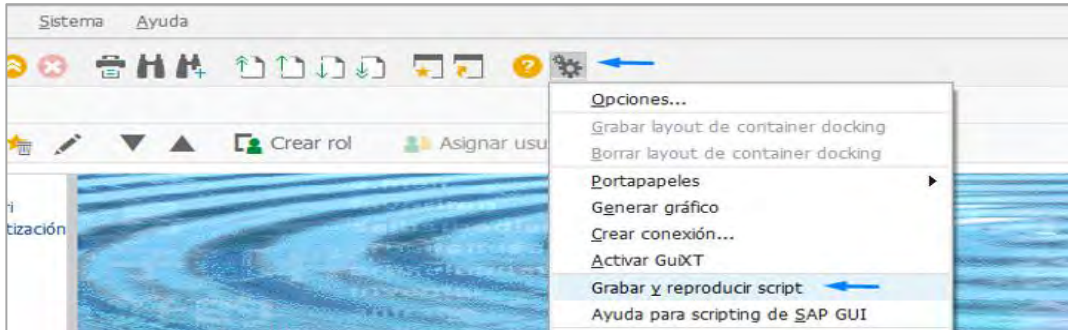 Sistema Ayuda
Opciones...
Grabar layout de container docking
Crear rol Asignar usu
Borrar layout de container docking
Portapapeles
ri
Generar gráfico
tización
Crear conexión...
Activar GuiXT
Grabar y reproducir script
Ayuda para scripting de SAP GUI